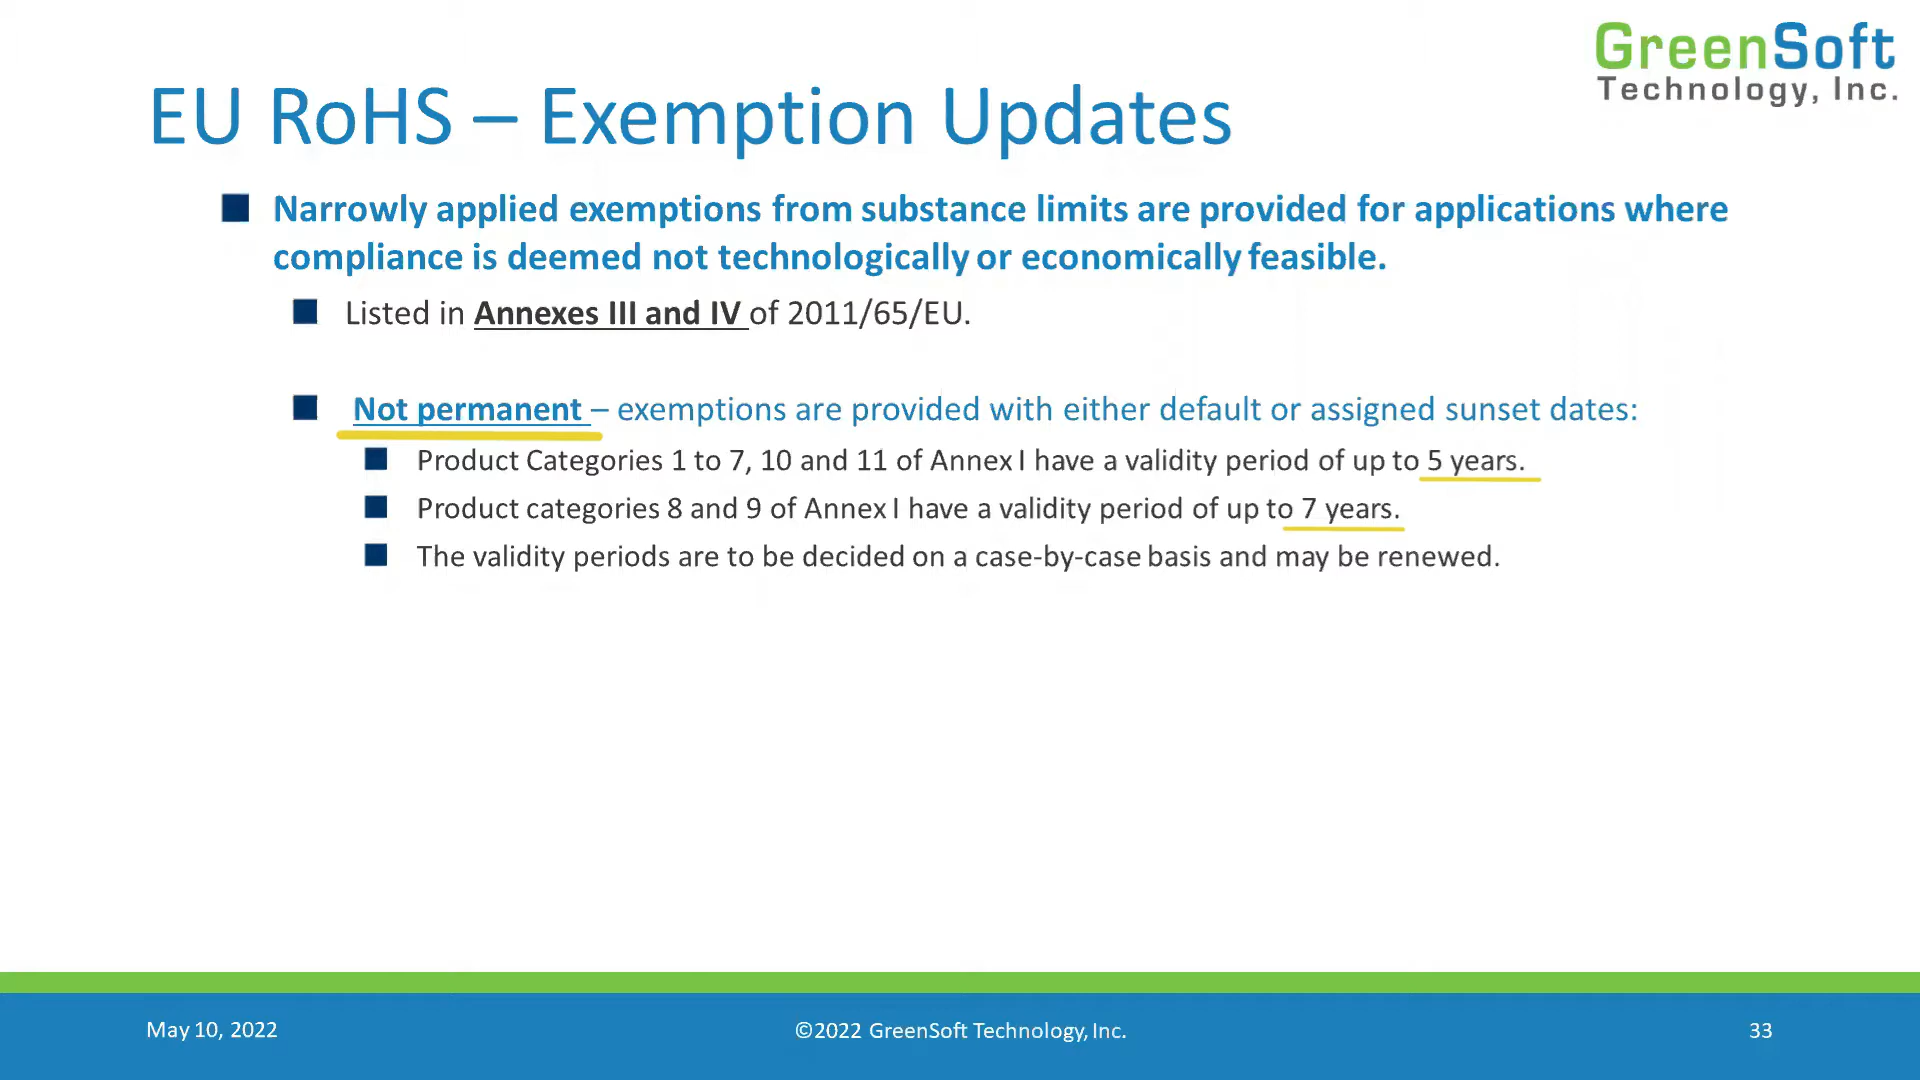 GreenSoft
Technology, Inc.
EU RoHS – Exemption Updates
Narrowly applied exemptions from substance limits are provided for applications where
compliance is deemed not technologically or economically feasible.
Listed in Annexes III and IV of 2011/65/EU.
Not permanent – exemptions are provided with either default or assigned sunset dates:
Product Categories 1 to 7, 10 and 11 of Annex I have a validity period of up to 5 years.
Product categories 8 and 9 of Annex I have a validity period of up to 7 years.
The validity periods are to be decided on a case-by-case basis and may be renewed.
May 10, 2022
©2022 GreenSoft Technology, Inc.
33